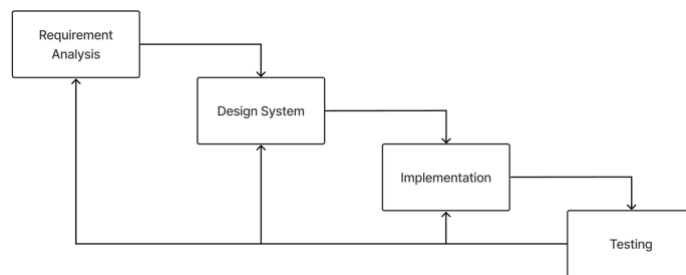 Requirement
Analysis
Design System
Implementation
Testing